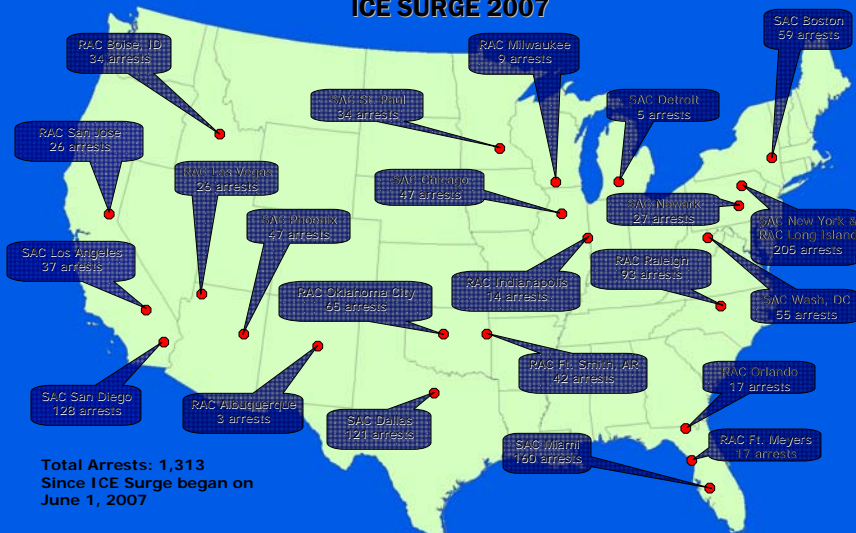 ICE SURGE 2007
SAC Boston
59 arrests
RAC Boise, ID
34 arrests
RAC Milwaukee
9 arrests
SAC St. Paul
34 arrests
SAC Detroit
5 arrests
RAC San Jose
26 arrests
RAC Las Vegas
26 arrests
SAC Chicago
47 arrests
SAC Newark
27 arrests
SAC New York &
RAC Long Island
205 arrests
SAC Phoenix
47 arrests
SAC Los Angeles
37 arrests
RAC Raleigh
93 arrests
RAC Indianapolis
14 arrests
RAC Oklahoma City
65 arrests
SAC Wash, DC
55 arrests
RAC Ft. Smith, AR
42 arrests
RAC Orlando
17 arrests
SAC San Diego
128 arrests
RAC Albuquerque
3 arrests
SAC Dallas
121 arrests
SAC Miami
160 arrests
RAC Ft. Meyers
17 arrests
Total Arrests: 1,313
Since ICE Surge began on
June 1, 2007